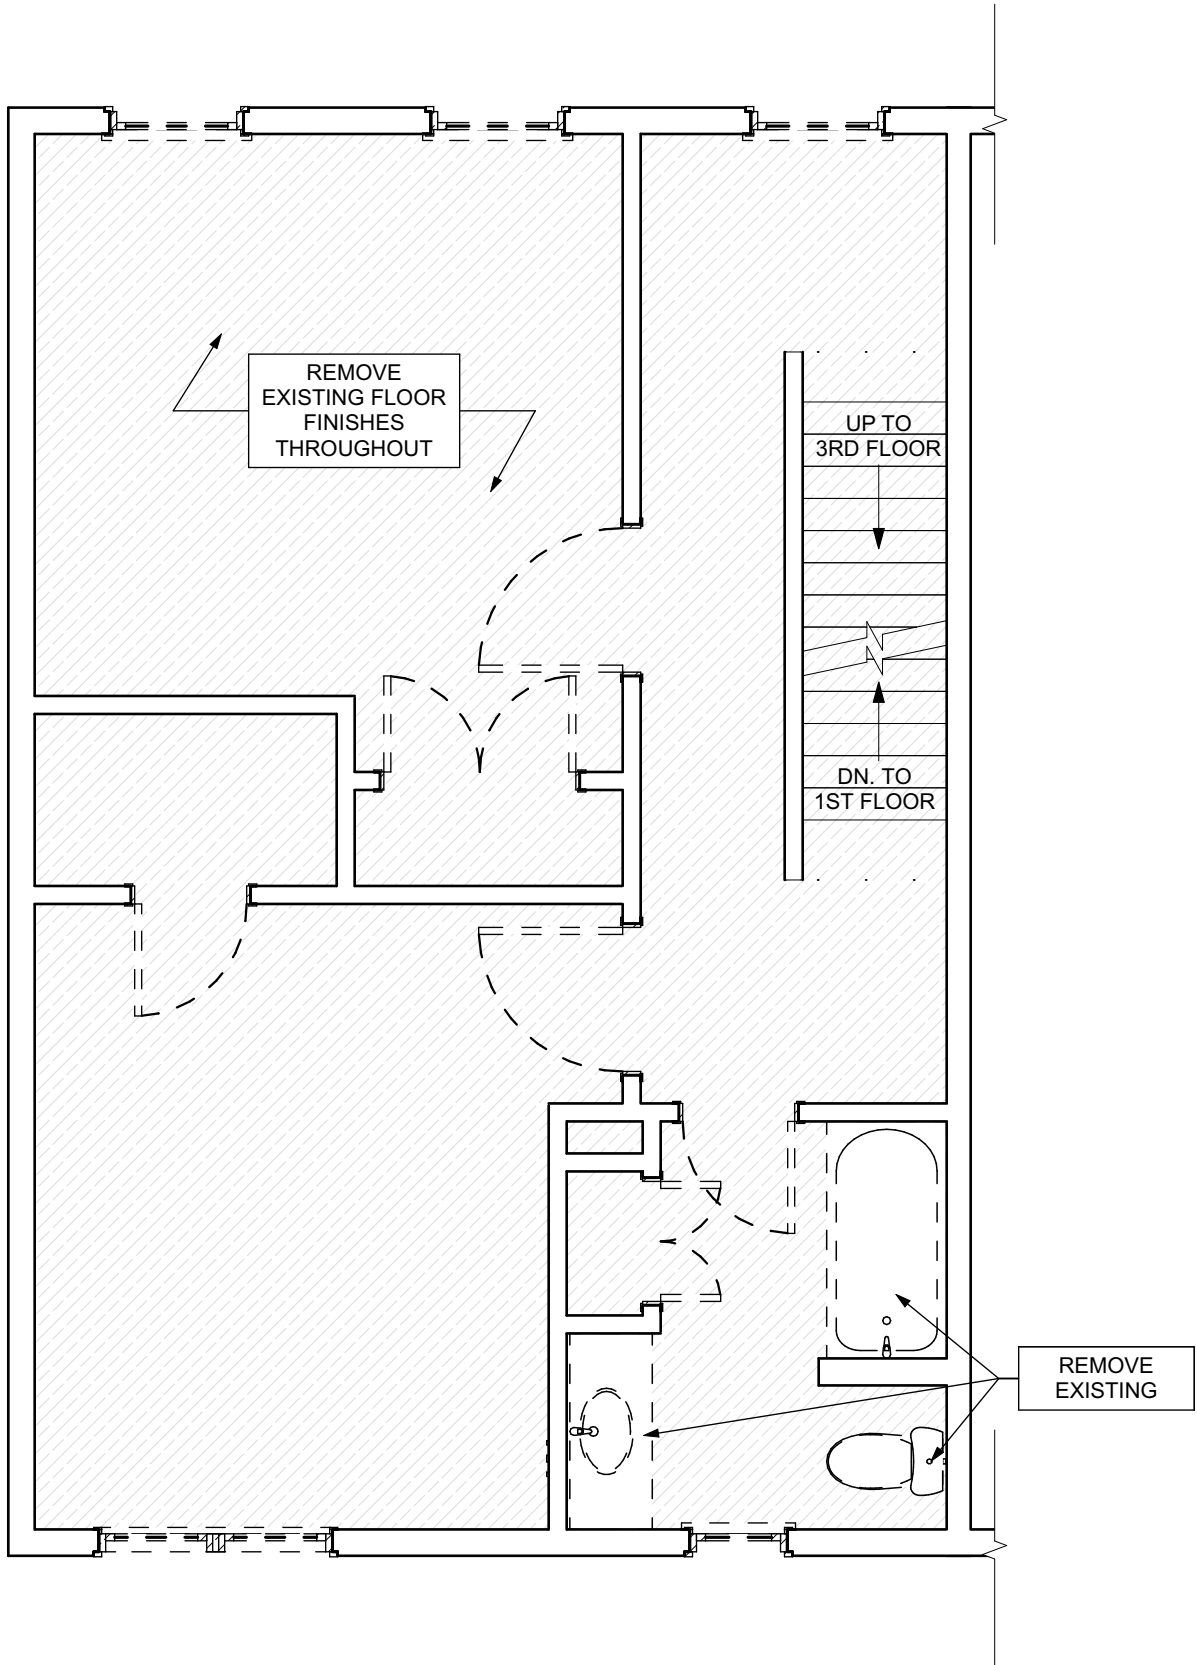 REMOVE
EXISTING FLOOR
FINISHES
THROUGHOUT
UP TO
3RD FLOOR
DN. TO
1ST FLOOR
REMOVE
EXISTING